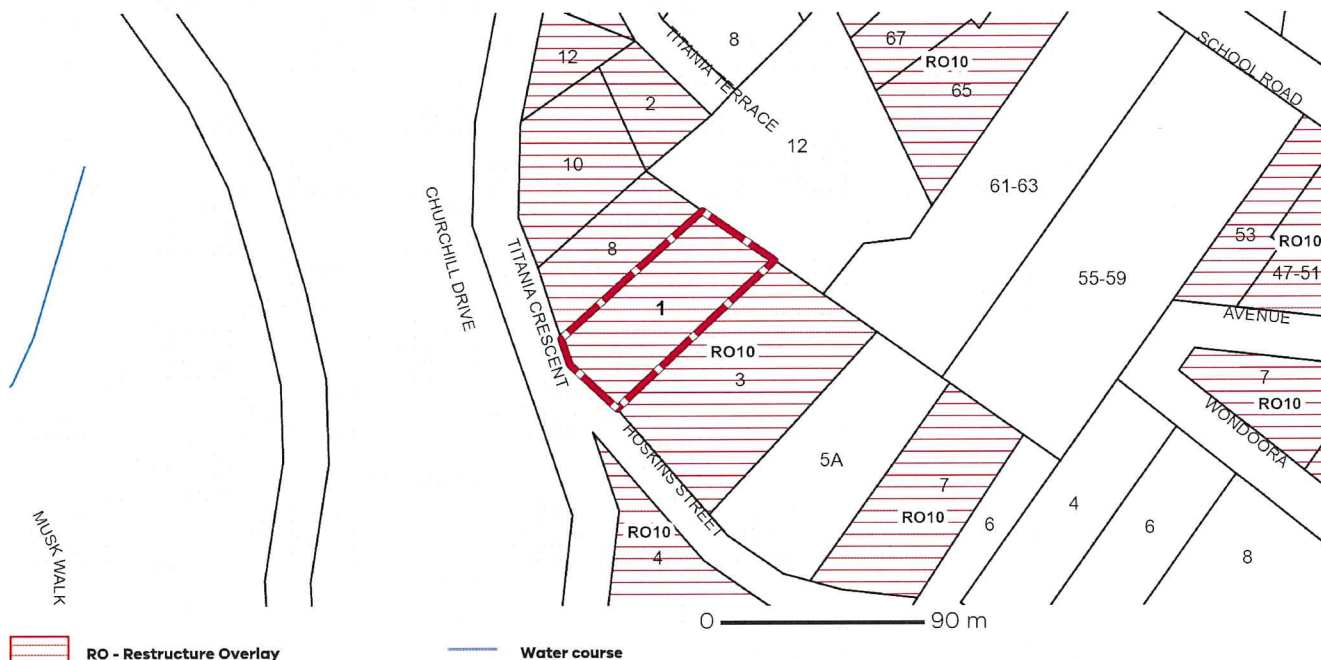 8
67
RO10
65
SCHOOL ROAD
12
TITANIA TERRACE
2
12
10
61-63
CHURCHILL DRIVE
TITANIA CRESCENT
8
1
53
RO10
47-51
55-59
AVENUE
RO10
3
7
RO10
WONDOORA
HOSKINS STREET
5A
7
RO10
6
4
6
8
RO10
4
MUSK WALK
0 90 m
RO - Restructure Overlay
Water course